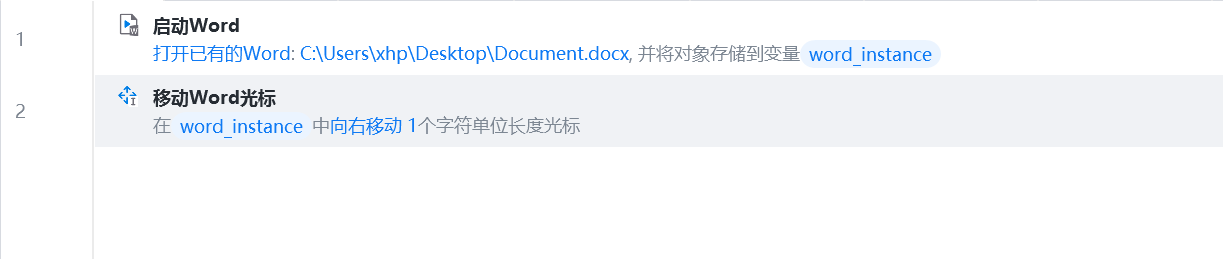 1
启动Word
打开已有的Word: C:\Users\xhp\Desktop\Document.docx, 并将对象存储到变量 word_instance
2
移动Word光标
在 word_instance 中向右移动 1个字符单位长度光标